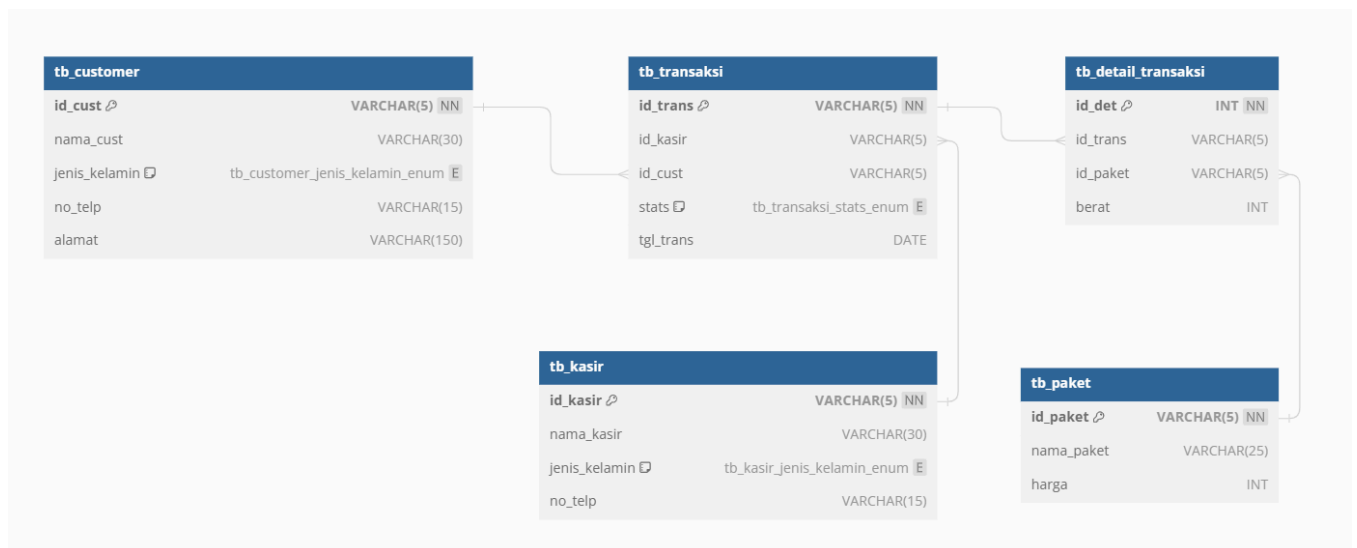 tb_customer
id_cust VARCHAR(5) NN
nama_cust VARCHAR(30)
jenis_kelamin tb_customer_jenis_kelamin_enum E
no_telp VARCHAR(15)
alamat VARCHAR(150)
tb_transaksi
id_trans VARCHAR(5) NN
id_kasir VARCHAR(5)
id_cust VARCHAR(5)
stats tb_transaksi_stats_enum E
tgl_trans DATE
tb_detail_transaksi
id_det INT NN
id_trans VARCHAR(5)
id_paket VARCHAR(5)
berat INT
tb_kasir
id_kasir VARCHAR(5) NN
nama_kasir VARCHAR(30)
jenis_kelamin tb_kasir_jenis_kelamin_enum E
no_telp VARCHAR(15)
tb_paket
id_paket VARCHAR(5) NN
nama_paket VARCHAR(25)
harga INT